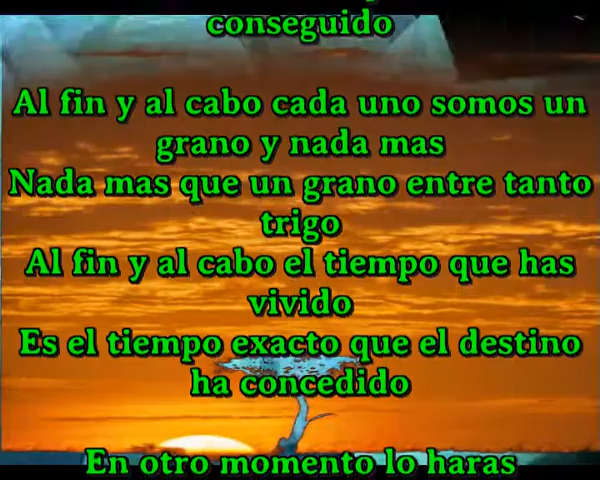 conseguido
Al fin y al cabo cada uno somos un
grano y nada mas
Nada mas que un grano entre tanto
trigo
Al fin y al cabo el tiempo que has
vivido
Es el tiempo exacto que el destino
ha concedido
En otro momento lo haras